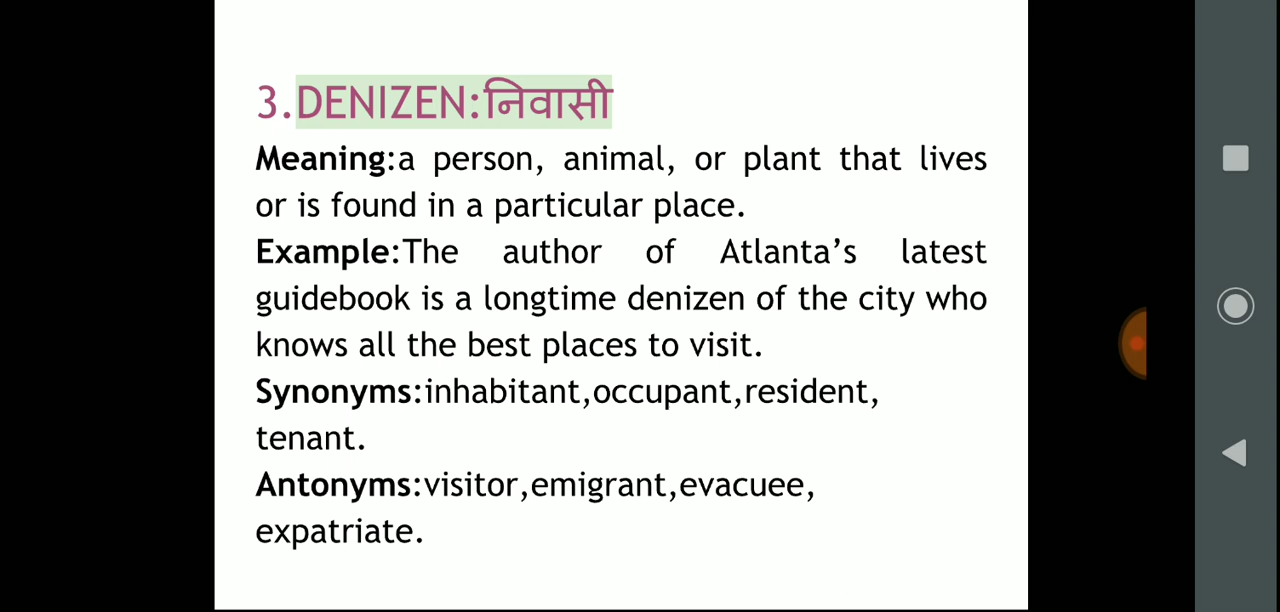 3.DENIZEN:निवासी
Meaning:a person, animal, or plant that lives
or is found in a particular place.
Example:The author of Atlanta’s latest
guidebook is a longtime denizen of the city who
knows all the best places to visit.
Synonyms:inhabitant,occupant,resident,
tenant.
Antonyms:visitor,emigrant,evacuee,
expatriate.